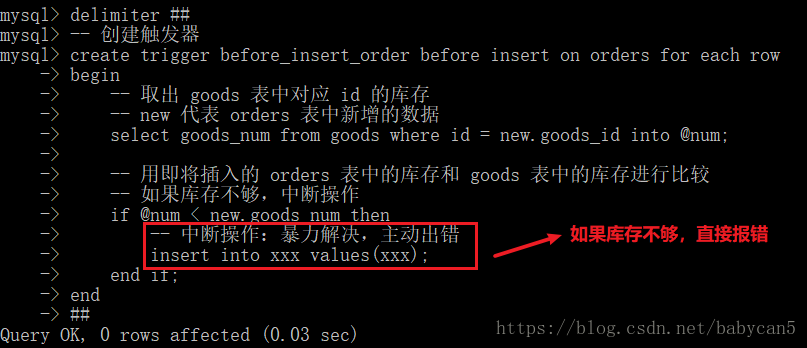 mysql> delimiter ##
mysql> -- 创建触发器
mysql> create trigger before_insert_order before insert on orders for each row
    -> begin
    ->     -- 取出 goods 表中对应 id 的库存
    ->     -- new 代表 orders 表中新增的数据
    ->     select goods_num from goods where id = new.goods_id into @num;
    ->
    ->     -- 用即将插入的 orders 表中的库存和 goods 表中的库存进行比较
    ->     -- 如果库存不够，中断操作
    ->     if @num < new.goods_num then
    ->         -- 中断操作：暴力解决，主动出错
    ->         insert into xxx values(xxx);
    ->     end if;
    -> end
    -> ##
Query OK, 0 rows affected (0.03 sec)
如果库存不够，直接报错
https://blog.csdn.net/babycan5